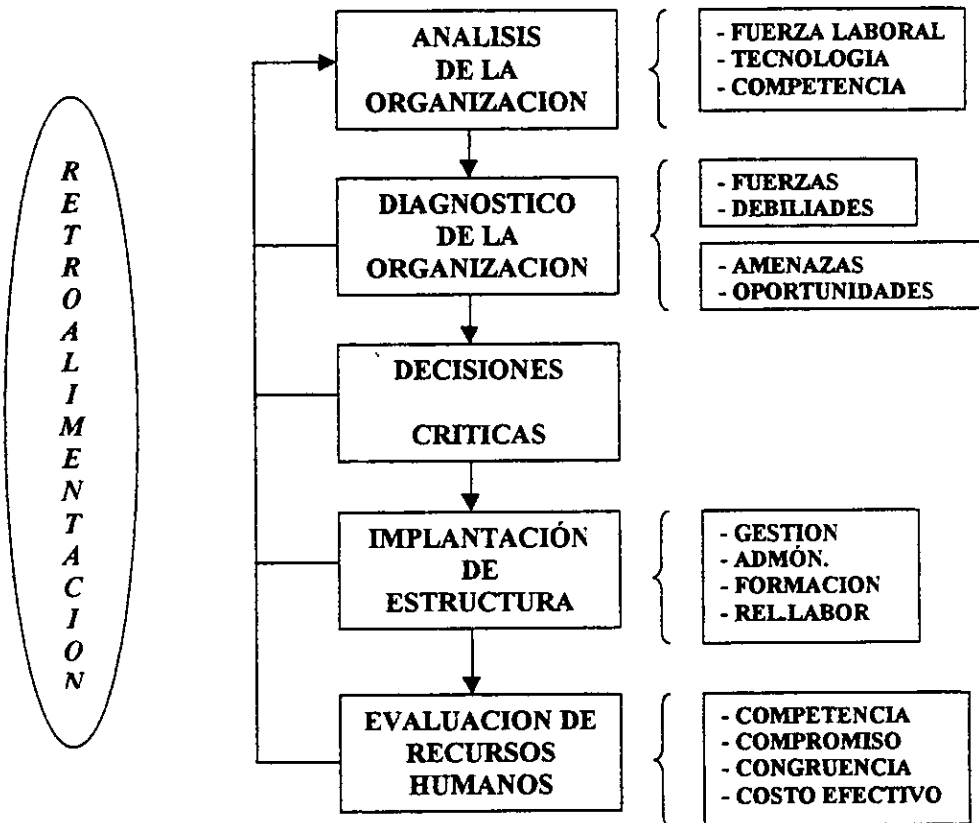 ANALISIS
DE LA
ORGANIZACION
- FUERZA LABORAL
- TECNOLOGIA
- COMPETENCIA
RETROALIMENTACION
DIAGNOSTICO
DE LA
ORGANIZACION
- FUERZAS
- DEBILIADES
- AMENAZAS
- OPORTUNIDADES
DECISIONES
CRITICAS
IMPLANTACIÓN
DE
ESTRUCTURA
- GESTION
- ADMÓN.
- FORMACION
- REL.LABOR
EVALUACION DE
RECURSOS
HUMANOS
- COMPETENCIA
- COMPROMISO
- CONGRUENCIA
- COSTO EFECTIVO